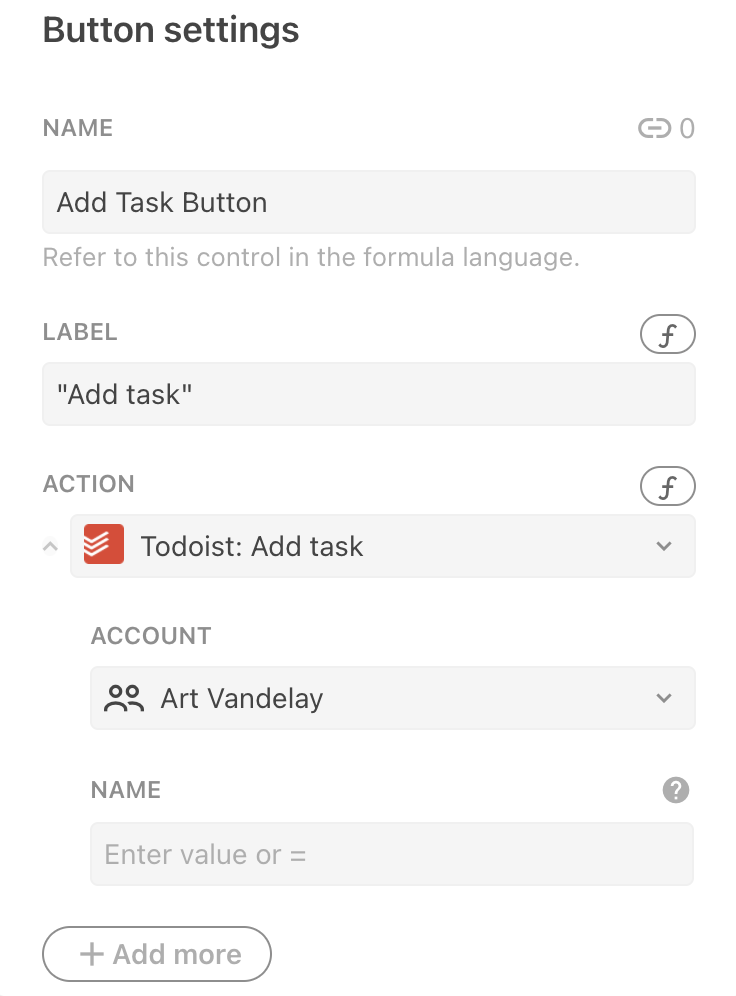 Button settings
NAME 0
Add Task Button
Refer to this control in the formula language.
LABEL f
"Add task"
ACTION f
Todoist: Add task
ACCOUNT
Art Vandelay
NAME ?
Enter value or =
+ Add more